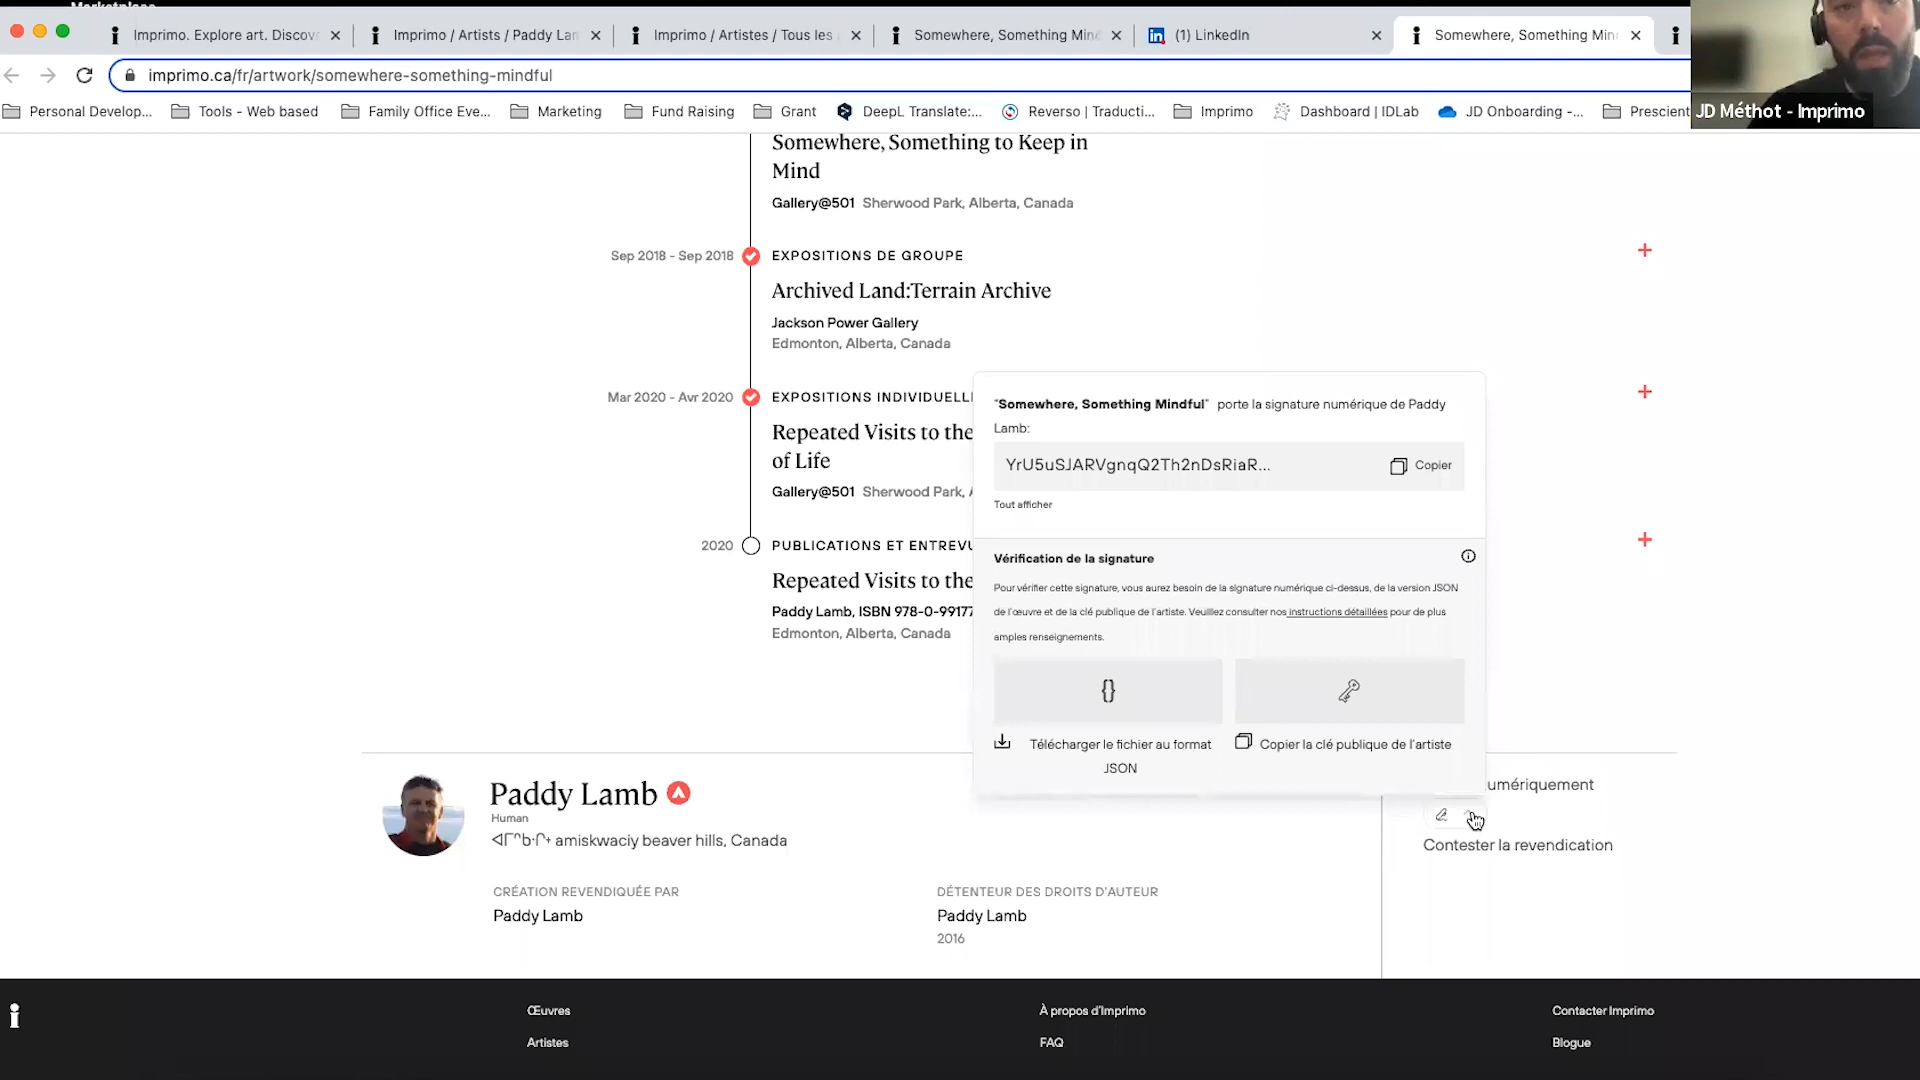 Imprimo. Explore art. Discov
Imprimo / Artists / Paddy Lan
Imprimo / Artistes / Tous les
Somewhere, Something Mind
(1) LinkedIn
Somewhere, Something Min
imprimo.ca/fr/artwork/somewhere-something-mindful
Personal Develop...
Tools - Web based
Family Office Eve...
Marketing
Fund Raising
Grant
DeepL Translate:...
Reverso | Traducti...
Imprimo
Dashboard | IDLab
JD Onboarding -...
Prescient
JD Méthot - Imprimo
Somewhere, Something to Keep in
Mind
Gallery@501 Sherwood Park, Alberta, Canada
Sep 2018 - Sep 2018
EXPOSITIONS DE GROUPE
Archived Land:Terrain Archive
Jackson Power Gallery
Edmonton, Alberta, Canada
Mar 2020 - Avr 2020
EXPOSITIONS INDIVIDUELL
Repeated Visits to the
of Life
Gallery@501 Sherwood Park,
2020
PUBLICATIONS ET ENTREVU
Repeated Visits to the
Paddy Lamb, ISBN 978-0-99177
Edmonton, Alberta, Canada
"Somewhere, Something Mindful" porte la signature numérique de Paddy
Lamb:
YrU5uSJARVgnqQ2Th2nDsRiaR...
Copier
Tout afficher
Vérification de la signature
Pour vérifier cette signature, vous aurez besoin de la signature numérique ci-dessus, de la version JSON
de l'œuvre et de la clé publique de l'artiste. Veuillez consulter nos instructions détaillées pour de plus
amples renseignements.
{}
Télécharger le fichier au format
JSON
Copier la clé publique de l'artiste
Paddy Lamb
Human
ᐊᒥᐢᑲᐧᒋᕀ amiskwaciy beaver hills, Canada
CRÉATION REVENDIQUÉE PAR
Paddy Lamb
DÉTENTEUR DES DROITS D'AUTEUR
Paddy Lamb
2016
umériquement
Contester la revendication
Œuvres
Artistes
À propos d'Imprimo
FAQ
Contacter Imprimo
Blogue